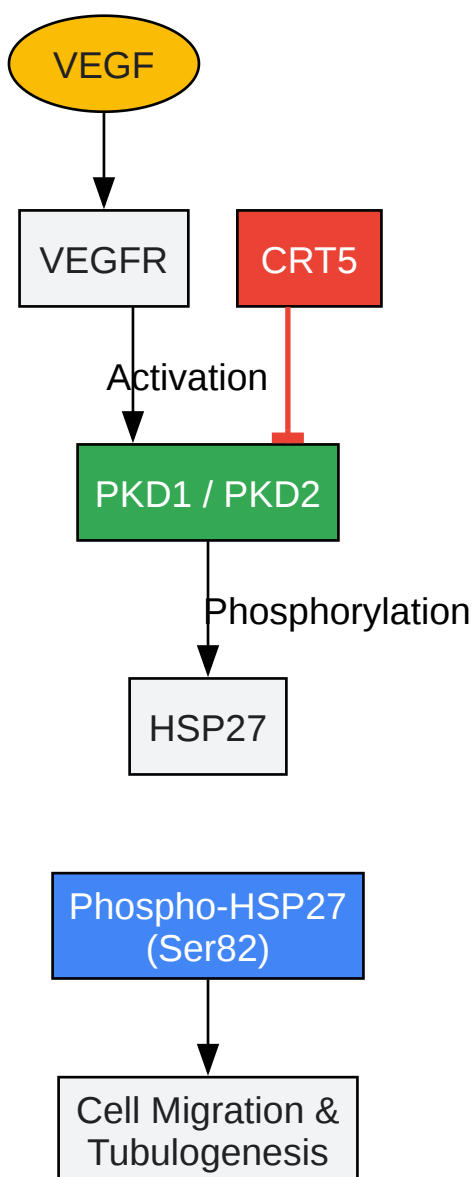 VEGF
VEGFR
CRT5
Activation
PKD1 / PKD2
Phosphorylation
HSP27
Phospho-HSP27
(Ser82)
Cell Migration &
Tubulogenesis